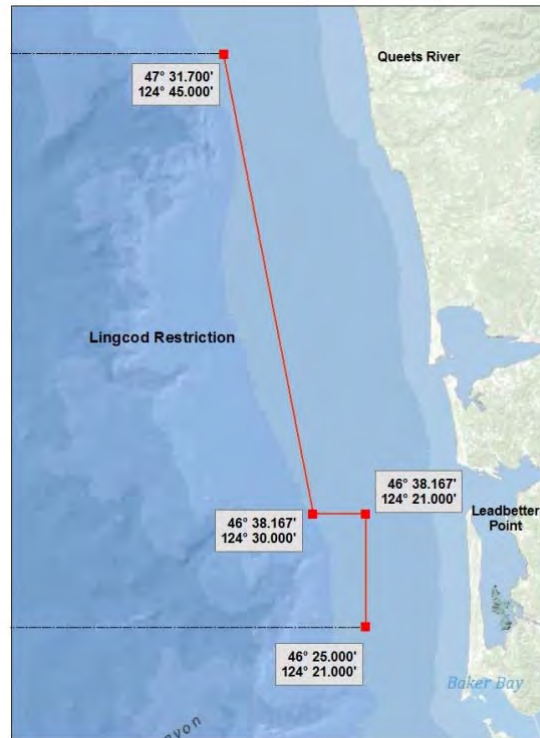 Queets River
47° 31.700'
124° 45.000'
Lingcod Restriction
46° 38.167'
124° 21.000'
46° 38.167'
124° 30.000'
Leadbetter
Point
46° 25.000'
124° 21.000'
Baker Bay
yon